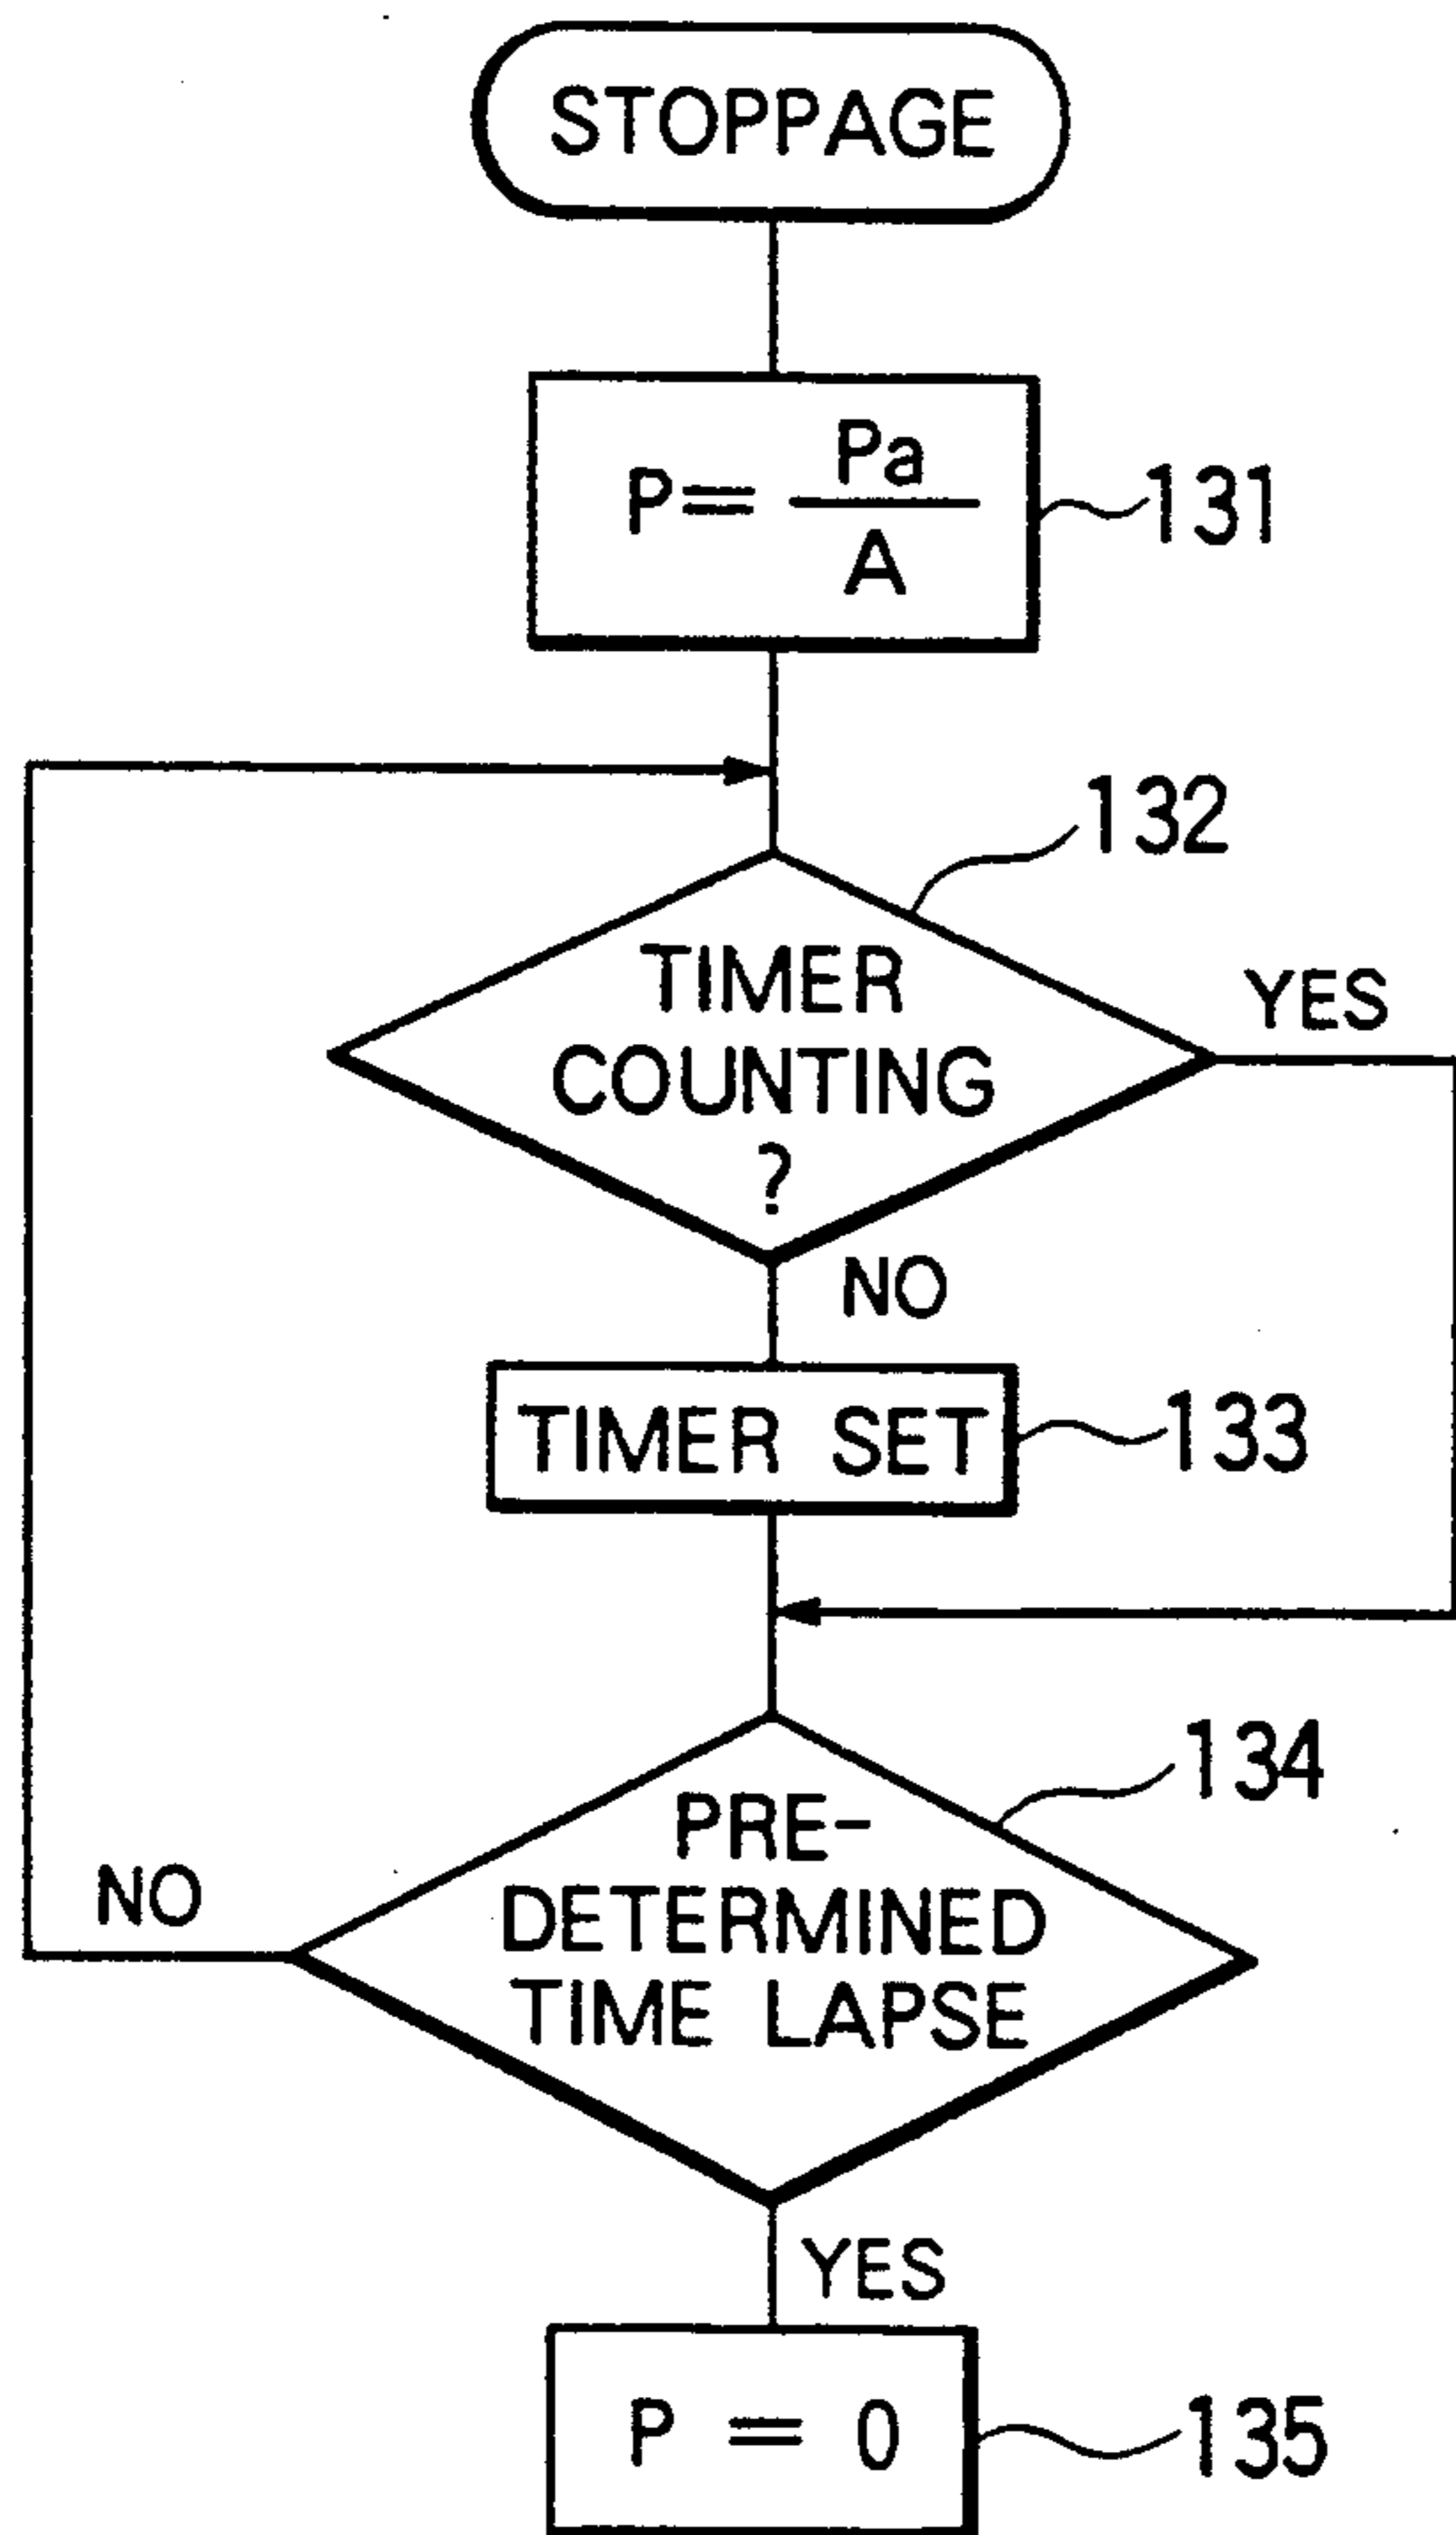 STOPPAGE
P= Pa/A
131
132
TIMER
COUNTING
?
YES
NO
TIMER SET
133
134
PRE-
DETERMINED
TIME LAPSE
NO
YES
P = 0
135